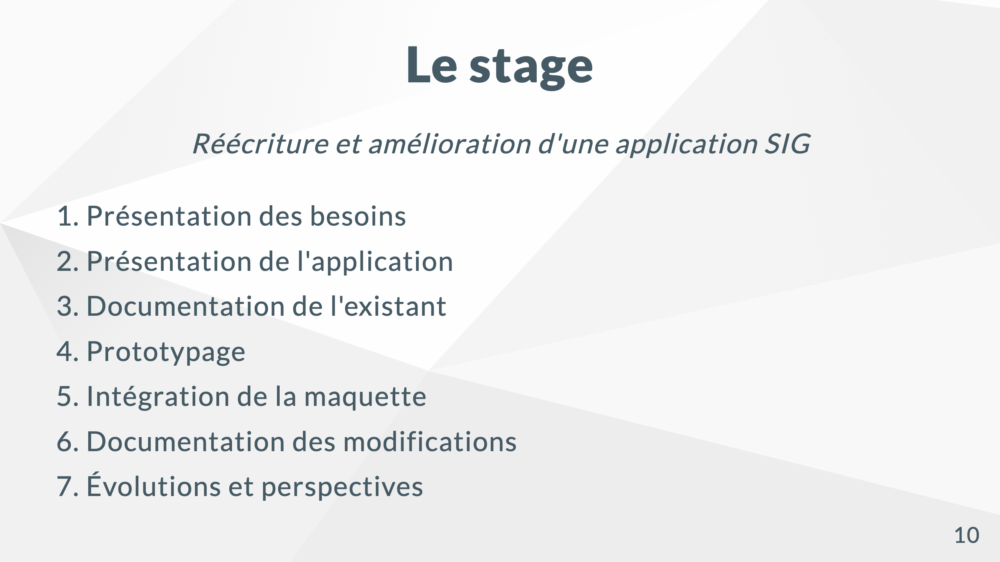 Le stage
Réécriture et amélioration d'une application SIG
1. Présentation des besoins
2. Présentation de l'application
3. Documentation de l'existant
4. Prototypage
5. Intégration de la maquette
6. Documentation des modifications
7. Évolutions et perspectives
10